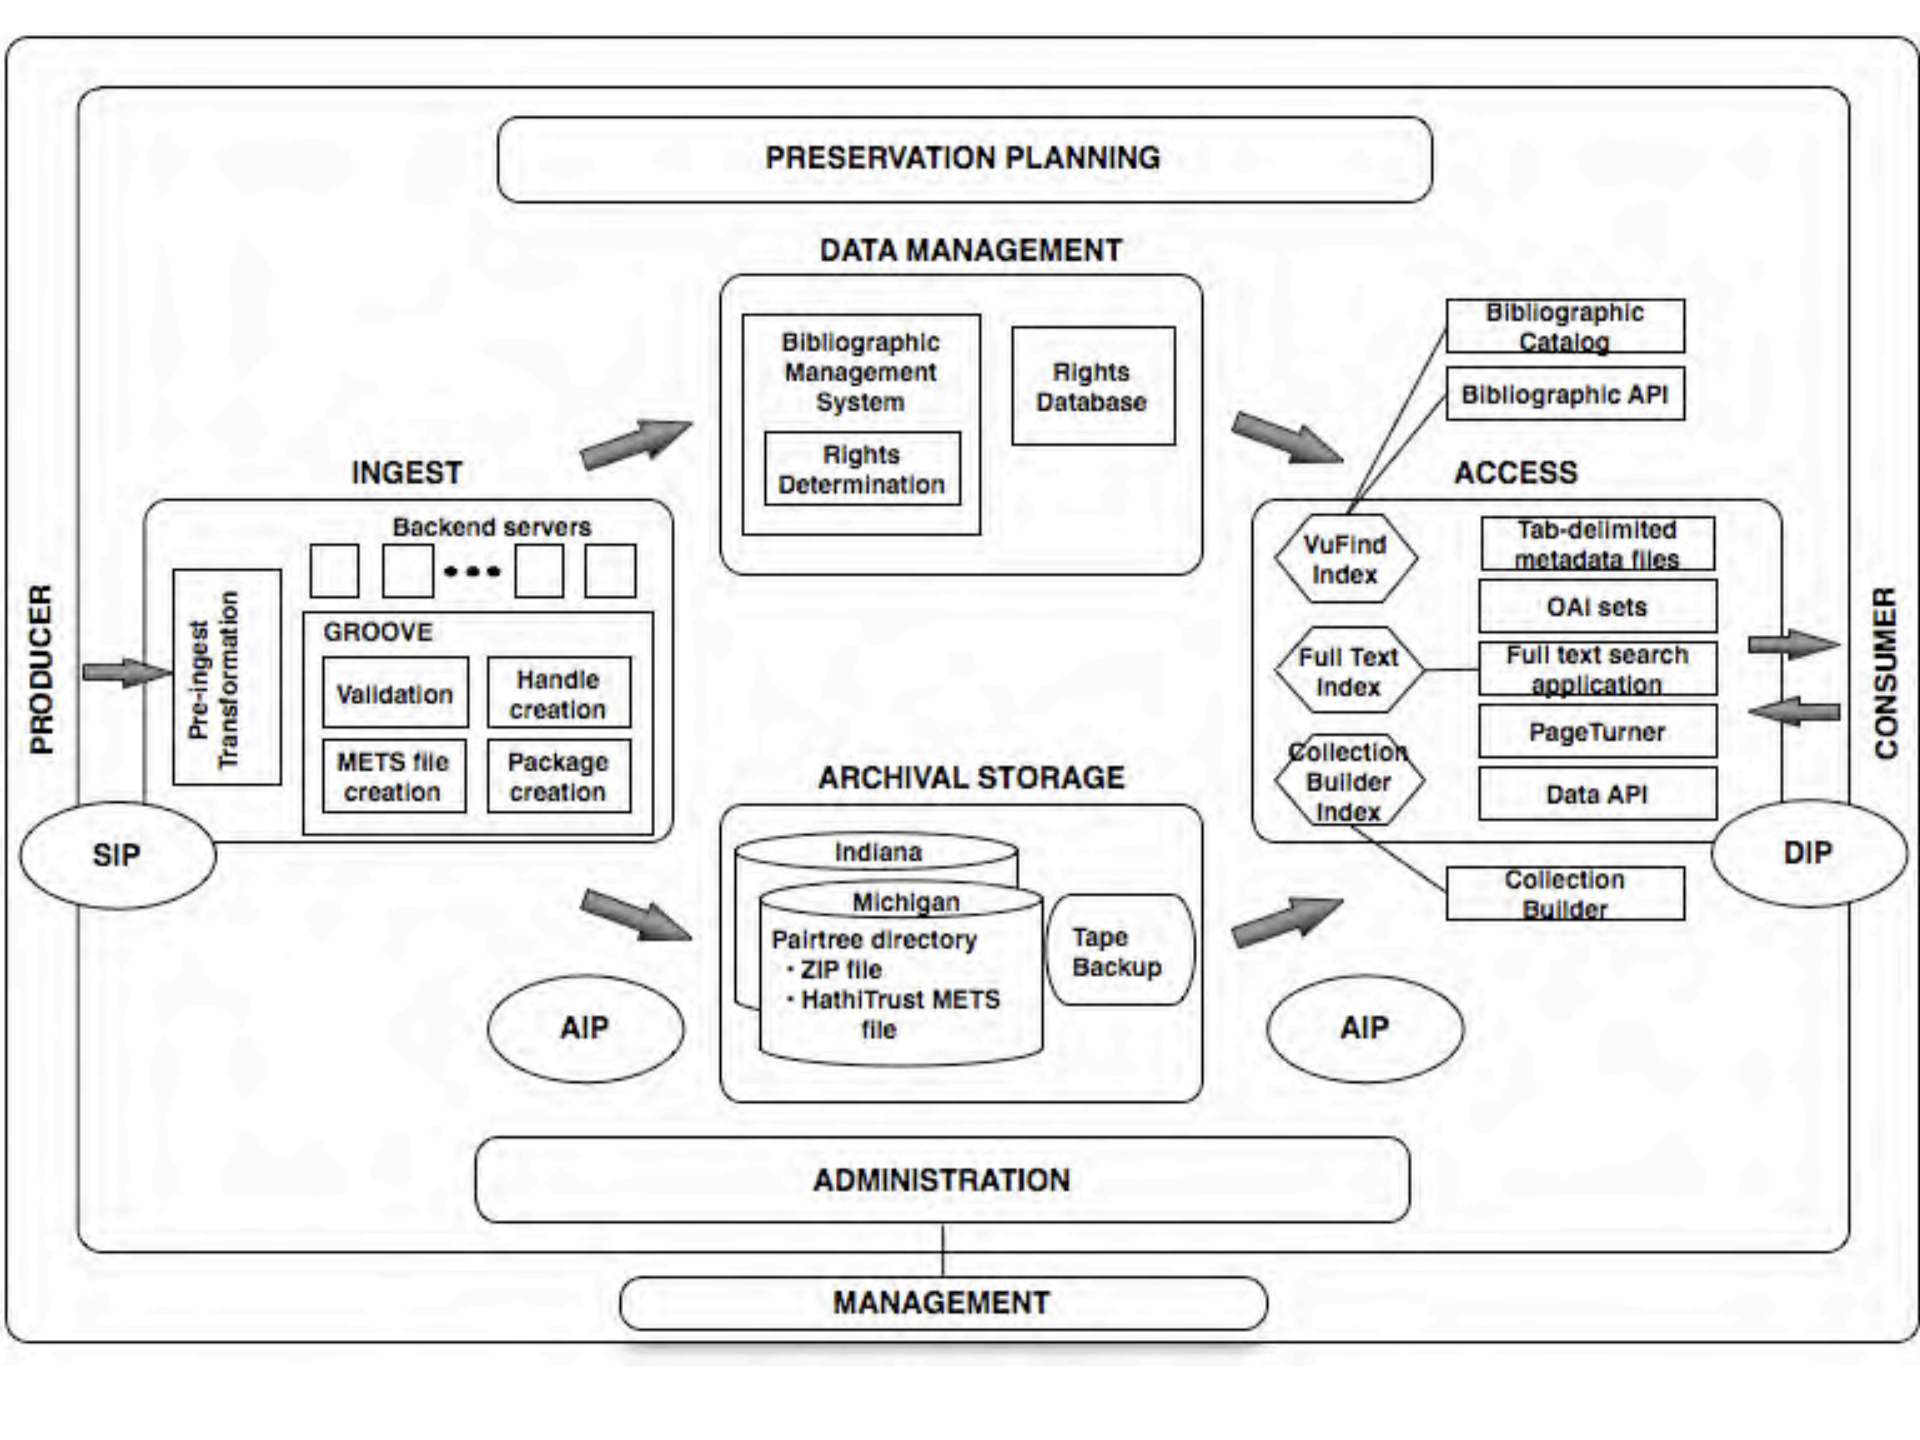 PRESERVATION PLANNING
DATA MANAGEMENT
Bibliographic
Management
System
Rights
Determination
Rights
Database
Bibliographic
Catalog
Bibliographic API
INGEST
Backend servers
Pre-ingest
Transformation
GROOVE
Validation
Handle
creation
METS file
creation
Package
creation
PRODUCER
SIP
ACCESS
VuFind
Index
Full Text
Index
Collection
Builder
Index
Tab-delimited
metadata files
OAI sets
Full text search
application
PageTurner
Data API
Collection
Builder
CONSUMER
DIP
ARCHIVAL STORAGE
Indiana
Michigan
Pairtree directory
• ZIP file
• HathiTrust METS
file
Tape
Backup
AIP
AIP
ADMINISTRATION
MANAGEMENT